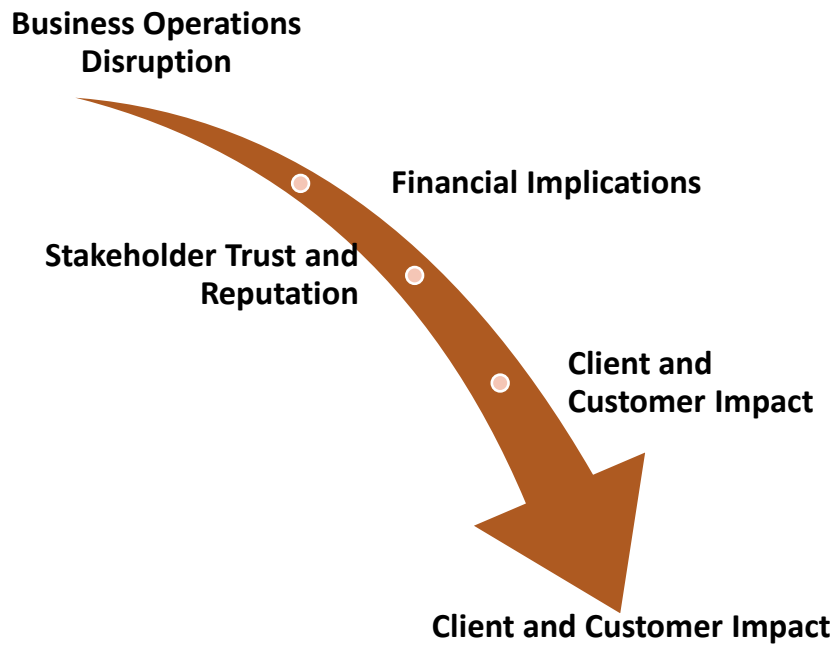 Business Operations
Disruption
Financial Implications
Stakeholder Trust and
Reputation
Client and
Customer Impact
Client and Customer Impact